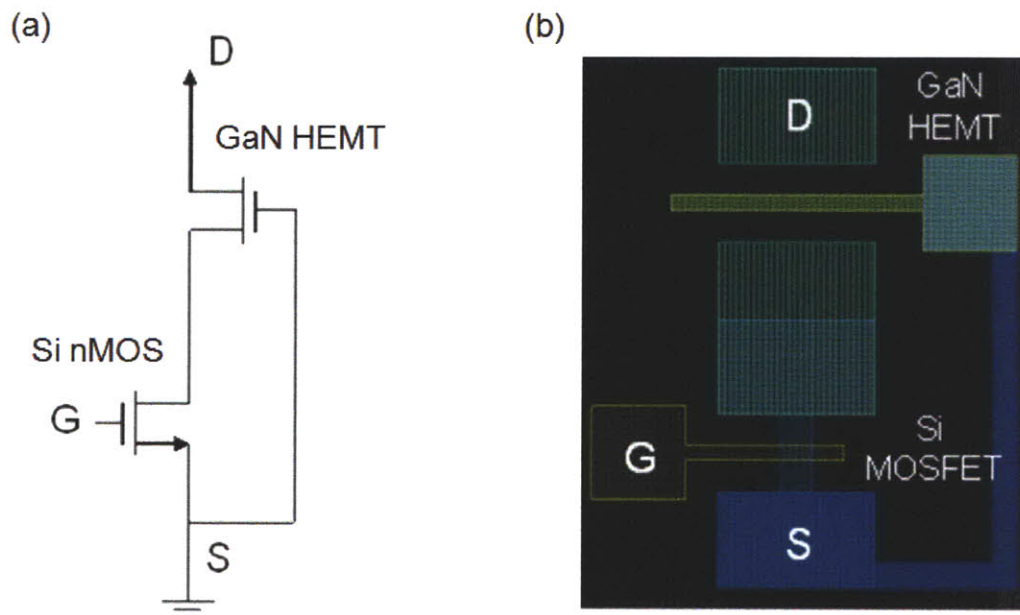 (a)
D
GaN HEMT
Si nMOS
G
S
(b)
D
GaN
HEMT
G
Si
MOSFET
S